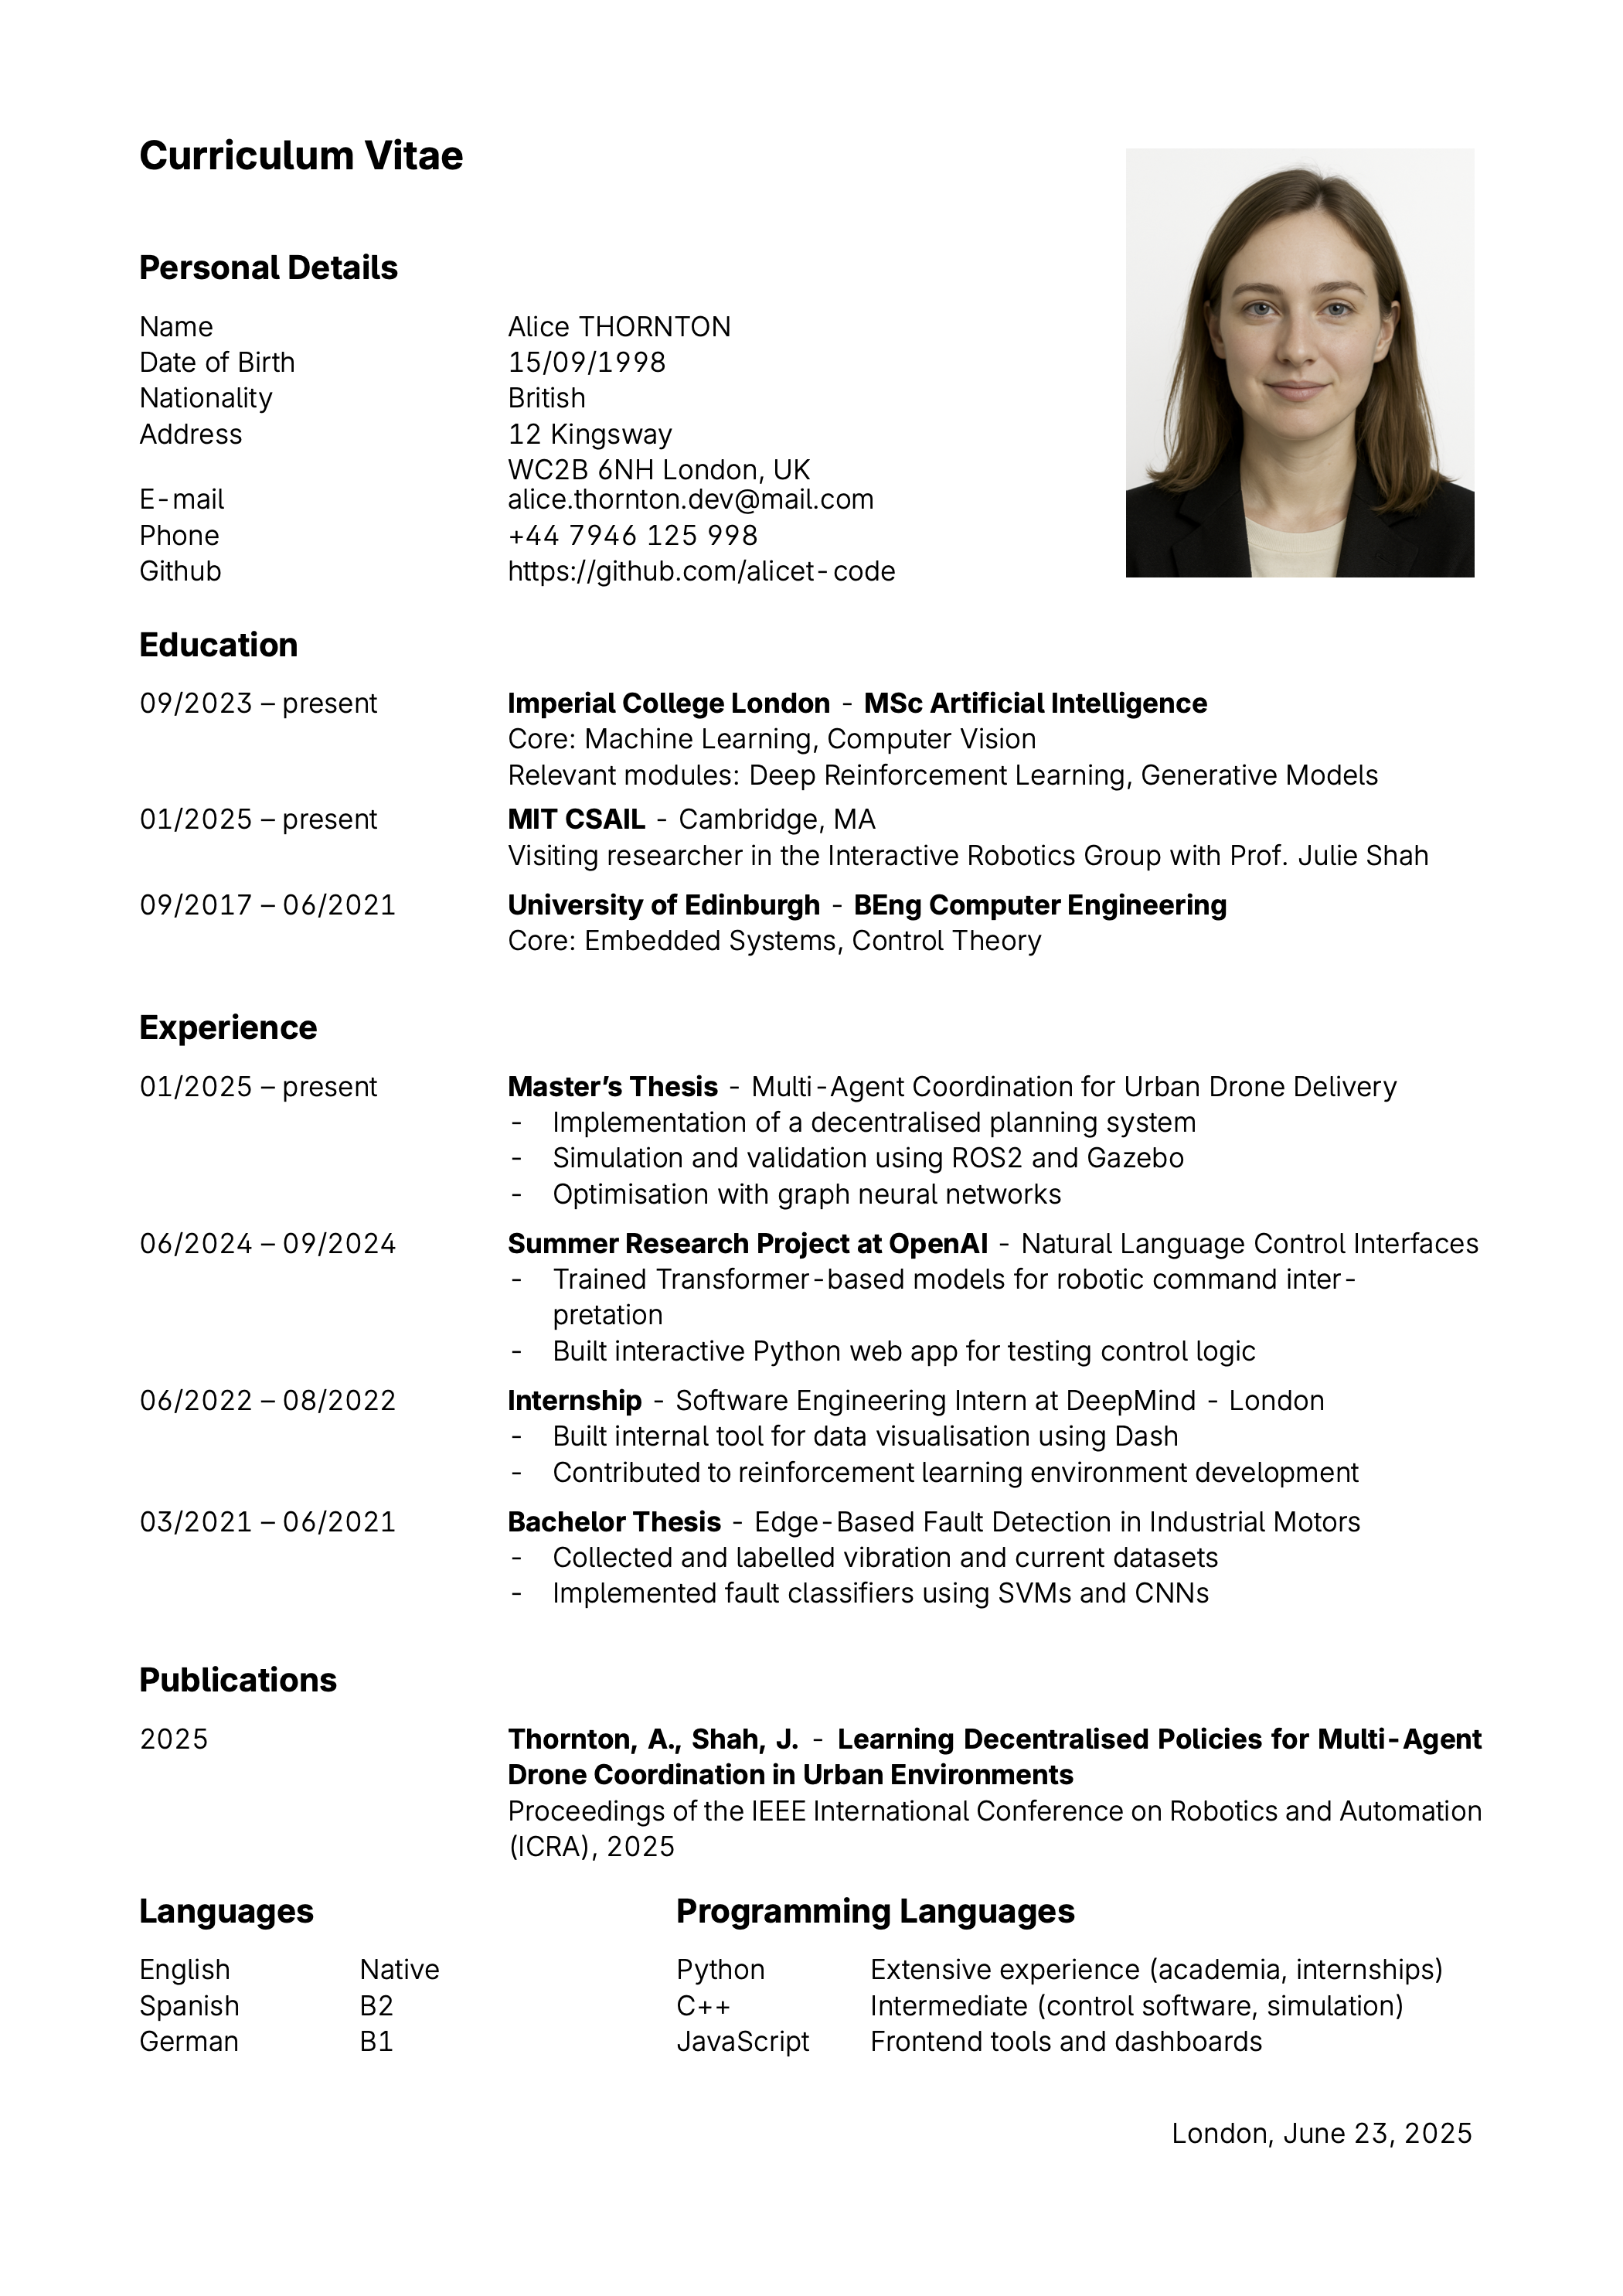 Curriculum Vitae
Personal Details
Name Alice THORNTON
Date of Birth 15/09/1998
Nationality British
Address 12 Kingsway
WC2B 6NH London, UK
E-mail alice.thornton.dev@mail.com
Phone +44 7946 125 998
Github https://github.com/alicet-code
Education
09/2023 – present Imperial College London - MSc Artificial Intelligence
Core: Machine Learning, Computer Vision
Relevant modules: Deep Reinforcement Learning, Generative Models
01/2025 – present MIT CSAIL - Cambridge, MA
Visiting researcher in the Interactive Robotics Group with Prof. Julie Shah
09/2017 – 06/2021 University of Edinburgh - BEng Computer Engineering
Core: Embedded Systems, Control Theory
Experience
01/2025 – present Master’s Thesis - Multi-Agent Coordination for Urban Drone Delivery
- Implementation of a decentralised planning system
- Simulation and validation using ROS2 and Gazebo
- Optimisation with graph neural networks
06/2024 – 09/2024 Summer Research Project at OpenAI - Natural Language Control Interfaces
- Trained Transformer-based models for robotic command inter-
pretation
- Built interactive Python web app for testing control logic
06/2022 – 08/2022 Internship - Software Engineering Intern at DeepMind - London
- Built internal tool for data visualisation using Dash
- Contributed to reinforcement learning environment development
03/2021 – 06/2021 Bachelor Thesis - Edge-Based Fault Detection in Industrial Motors
- Collected and labelled vibration and current datasets
- Implemented fault classifiers using SVMs and CNNs
Publications
2025 Thornton, A., Shah, J. - Learning Decentralised Policies for Multi-Agent
Drone Coordination in Urban Environments
Proceedings of the IEEE International Conference on Robotics and Automation
(ICRA), 2025
Languages
English Native
Spanish B2
German B1
Programming Languages
Python Extensive experience (academia, internships)
C++ Intermediate (control software, simulation)
JavaScript Frontend tools and dashboards
London, June 23, 2025